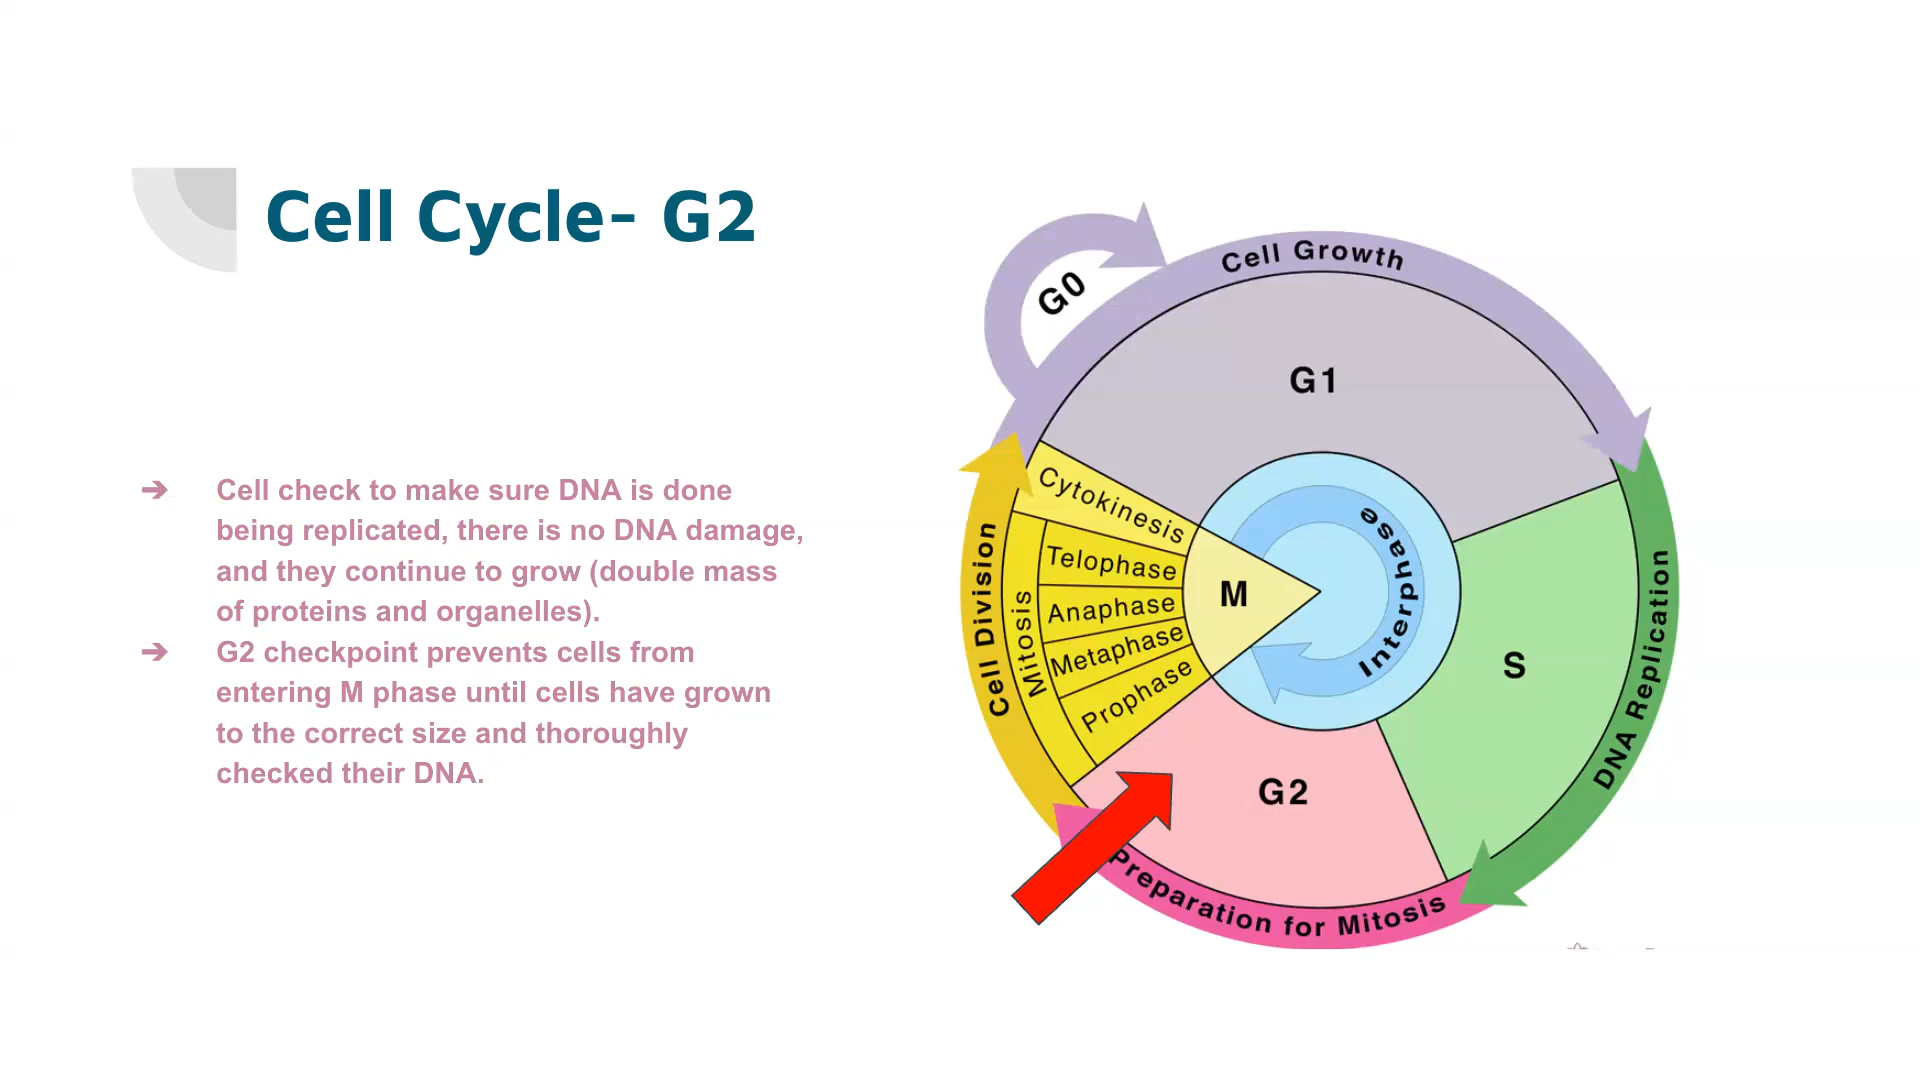 Cell Cycle- G2
➔ Cell check to make sure DNA is done
being replicated, there is no DNA damage,
and they continue to grow (double mass
of proteins and organelles).
➔ G2 checkpoint prevents cells from
entering M phase until cells have grown
to the correct size and thoroughly
checked their DNA.
G0
Cell Growth
G1
Cytokinesis
Telophase
Anaphase
Metaphase
Prophase
Mitosis
Cell Division
M
Interphase
S
DNA Replication
G2
Preparation for Mitosis